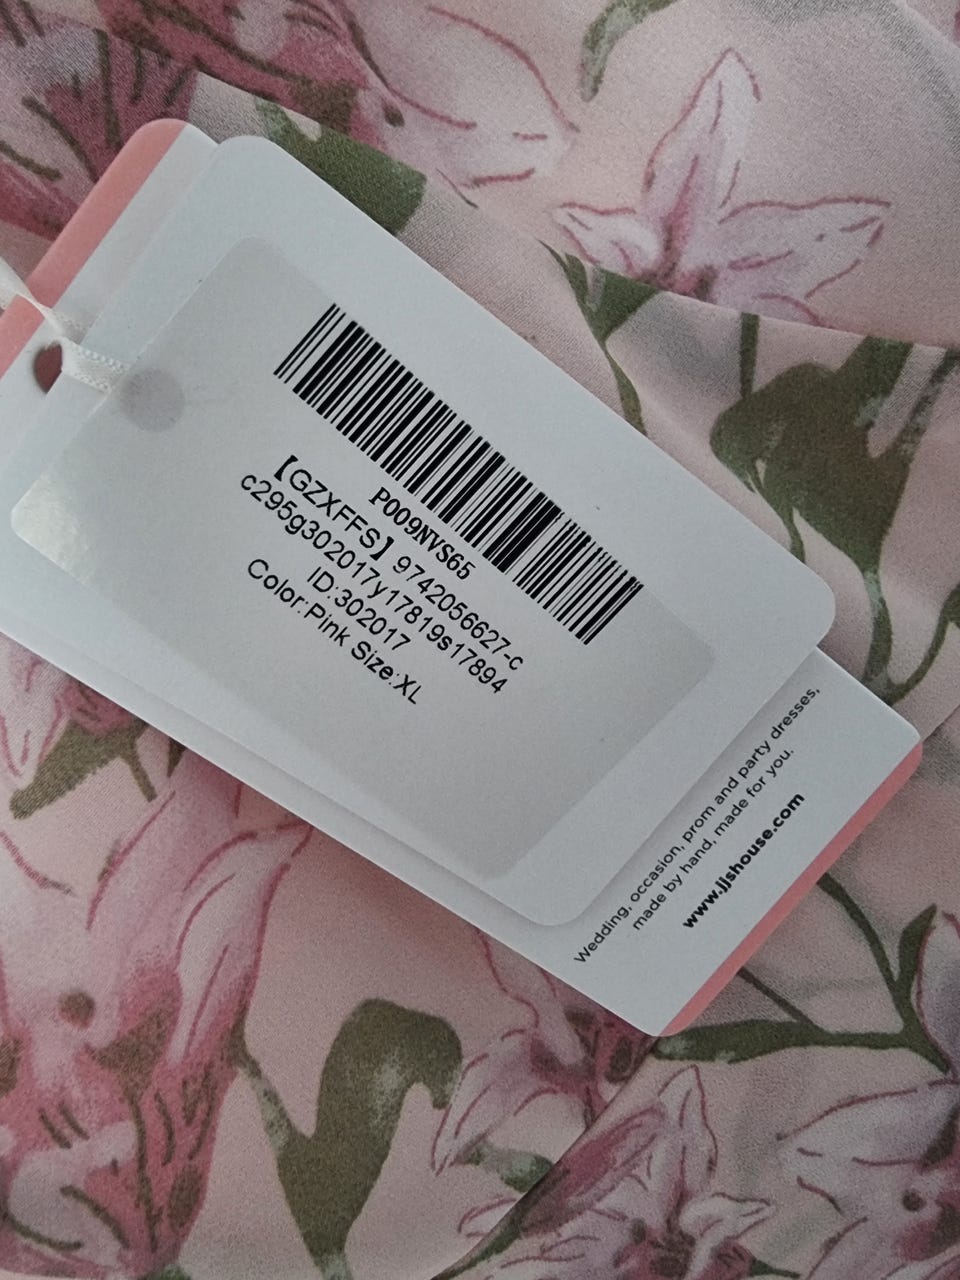 P009NVS65
【GZXFFS】9742056627-c
c295g302017y17819s17894
ID:302017
Color:Pink Size:XL
Wedding, occasion, prom and party dresses,
made by hand, made for you.
www.jjshouse.com